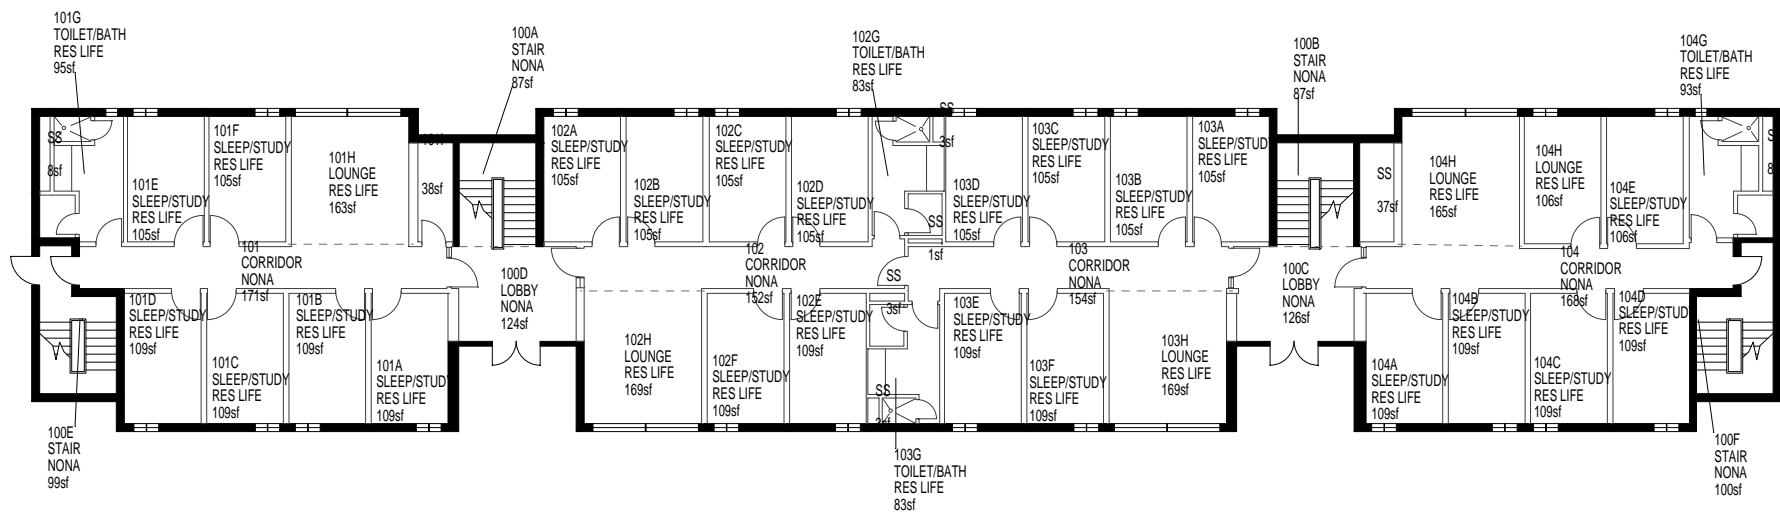 101G
TOILET/BATH
RES LIFE
95sf
100A
STAIR
NONA
87sf
102G
TOILET/BATH
RES LIFE
83sf
100B
STAIR
NONA
87sf
104G
TOILET/BATH
RES LIFE
93sf
SS
8sf
101E
SLEEP/STUDY
RES LIFE
105sf
101F
SLEEP/STUDY
RES LIFE
105sf
101H
LOUNGE
RES LIFE
163sf
38sf
102A
SLEEP/STUDY
RES LIFE
105sf
102B
SLEEP/STUDY
RES LIFE
105sf
102C
SLEEP/STUDY
RES LIFE
105sf
102D
SLEEP/STUDY
RES LIFE
105sf
SS
3sf
SS
1sf
103D
SLEEP/STUDY
RES LIFE
105sf
103C
SLEEP/STUDY
RES LIFE
105sf
103B
SLEEP/STUDY
RES LIFE
105sf
103A
SLEEP/STUDY
RES LIFE
105sf
SS
37sf
104H
LOUNGE
RES LIFE
165sf
104H
LOUNGE
RES LIFE
106sf
104E
SLEEP/STUDY
RES LIFE
106sf
S
8
101
CORRIDOR
NONA
171sf
100D
LOBBY
NONA
124sf
102
CORRIDOR
NONA
152sf
SS
3sf
103
CORRIDOR
NONA
154sf
100C
LOBBY
NONA
126sf
104
CORRIDOR
NONA
168sf
101D
SLEEP/STUDY
RES LIFE
109sf
101C
SLEEP/STUDY
RES LIFE
109sf
101B
SLEEP/STUDY
RES LIFE
109sf
101A
SLEEP/STUDY
RES LIFE
109sf
102H
LOUNGE
RES LIFE
169sf
102F
SLEEP/STUDY
RES LIFE
109sf
102E
SLEEP/STUDY
RES LIFE
109sf
SS
103E
SLEEP/STUDY
RES LIFE
109sf
103F
SLEEP/STUDY
RES LIFE
109sf
103H
LOUNGE
RES LIFE
169sf
104A
SLEEP/STUDY
RES LIFE
109sf
104B
SLEEP/STUDY
RES LIFE
109sf
104C
SLEEP/STUDY
RES LIFE
109sf
104D
SLEEP/STUDY
RES LIFE
109sf
100E
STAIR
NONA
99sf
103G
TOILET/BATH
RES LIFE
83sf
100F
STAIR
NONA
100sf